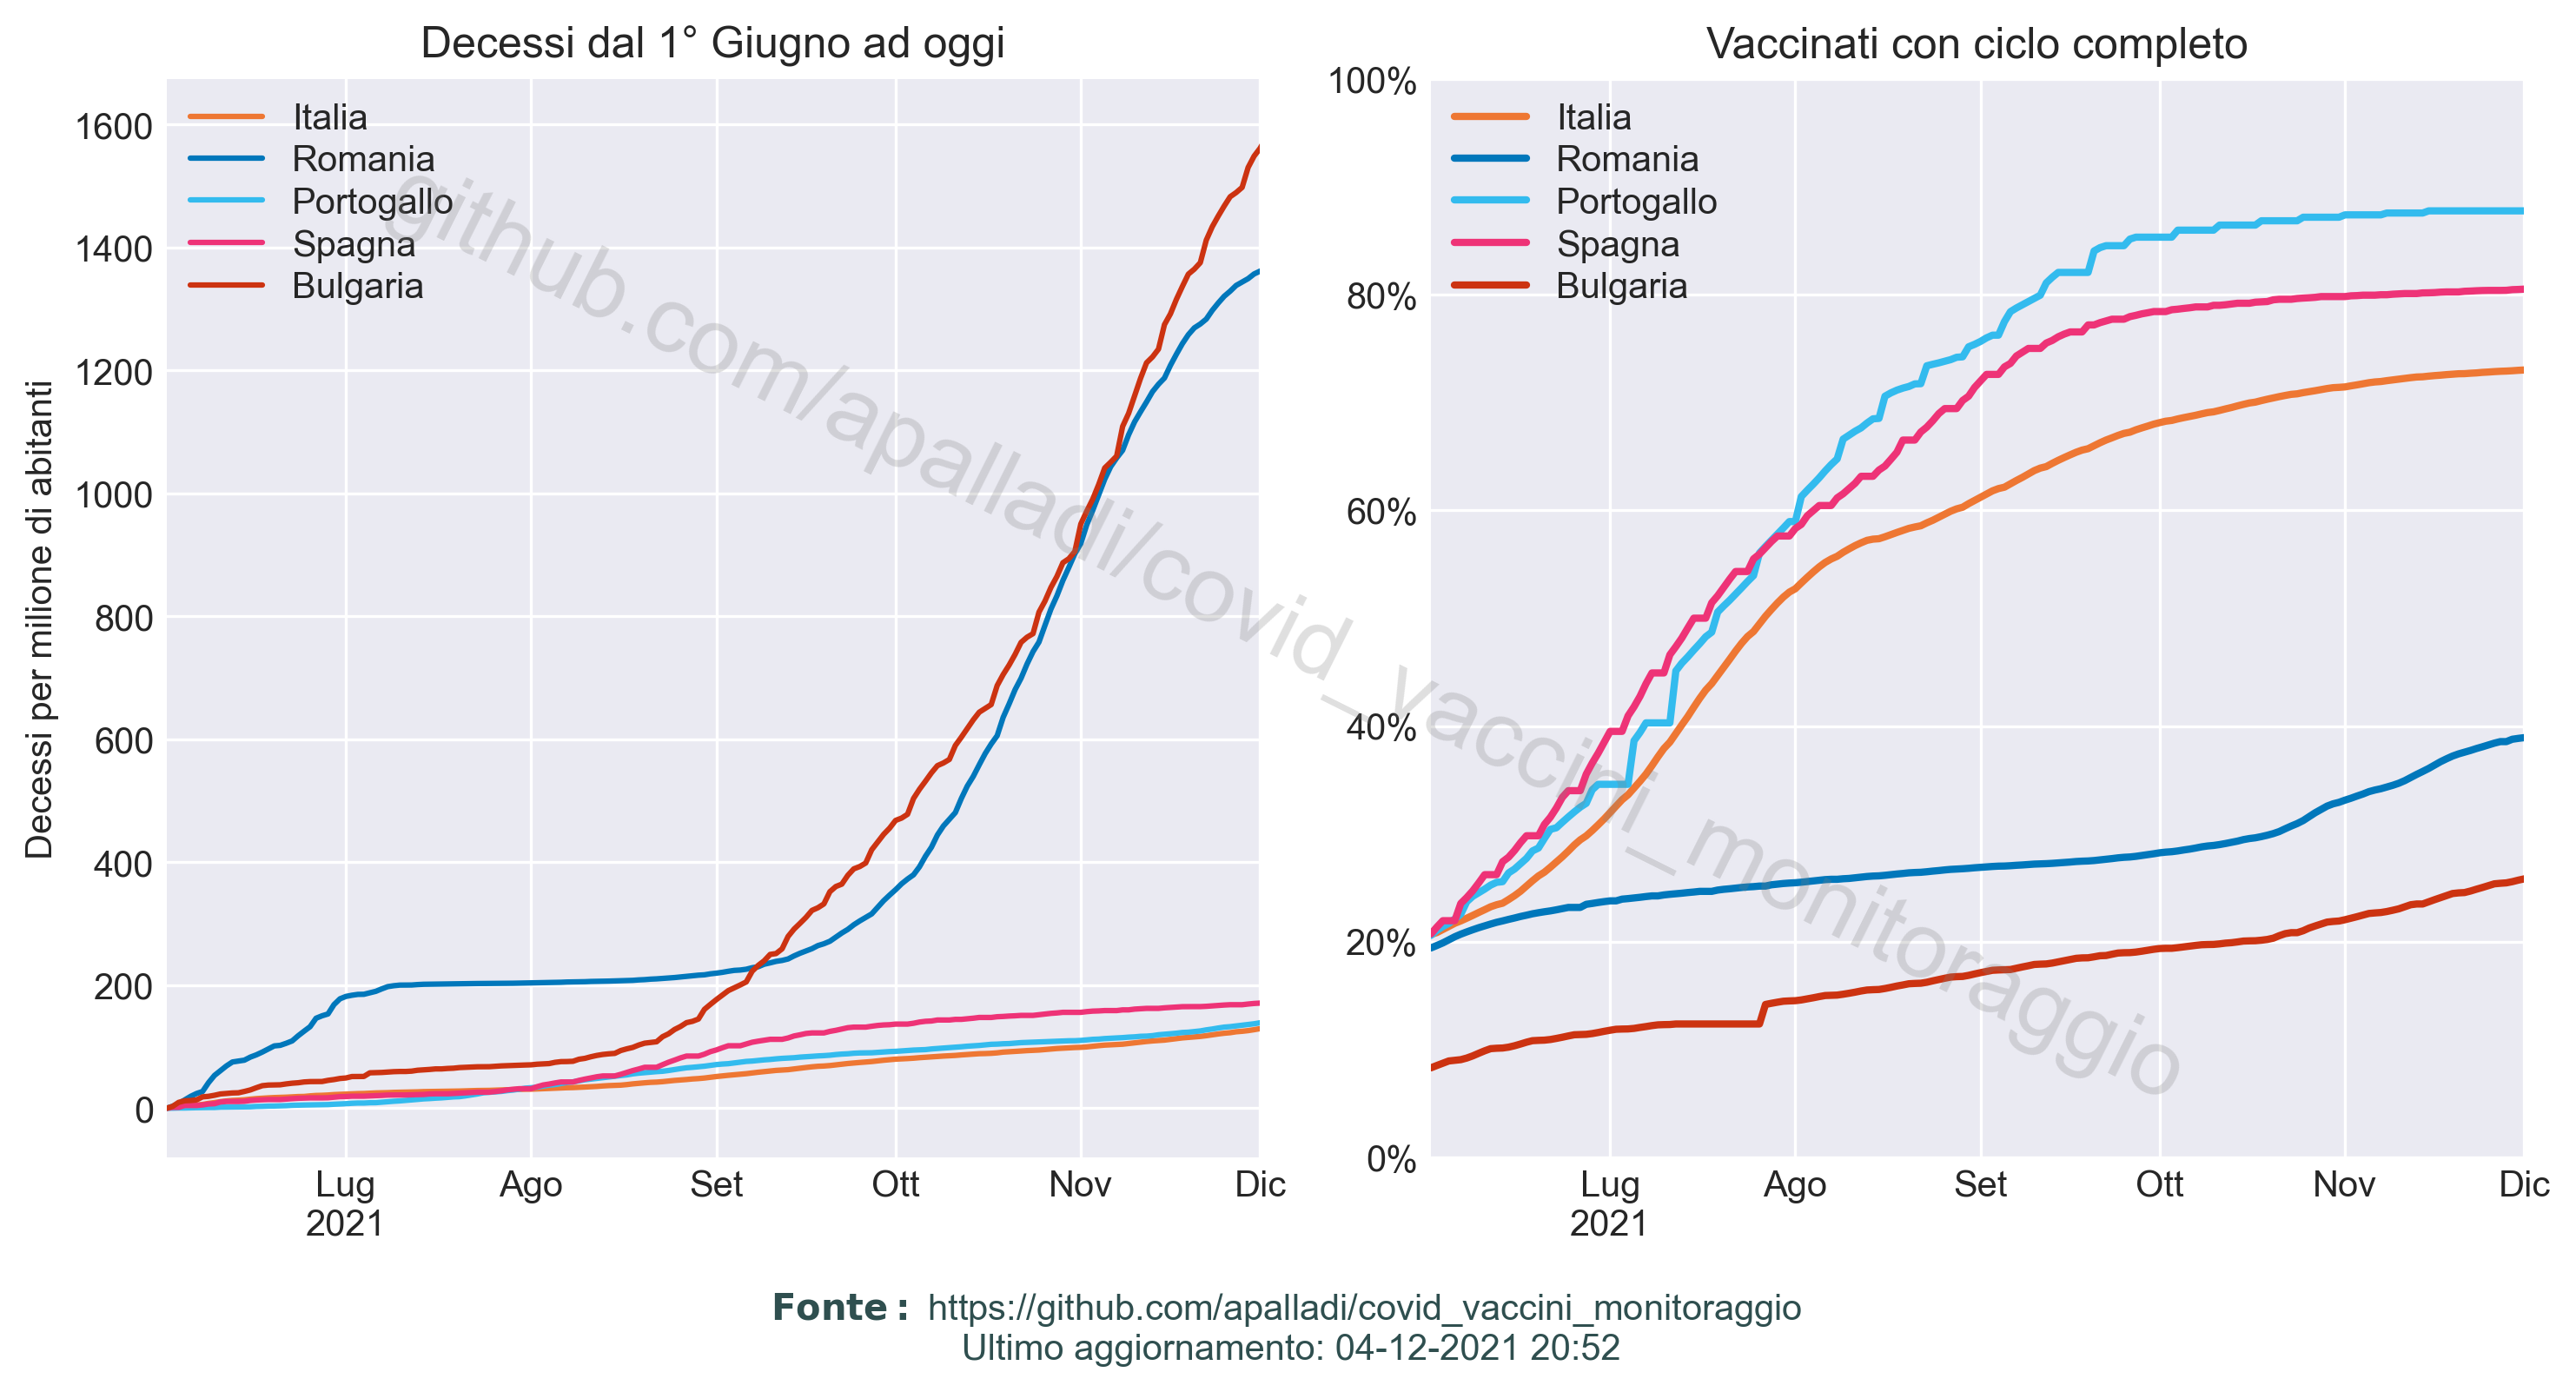 Decessi dal 1° Giugno ad oggi
Decessi per milione di abitanti
1600
1400
1200
1000
800
600
400
200
0
Italia
Romania
Portogallo
Spagna
Bulgaria
Lug
2021
Ago
Set
Ott
Nov
Dic
Vaccinati con ciclo completo
100%
80%
60%
40%
20%
0%
Italia
Romania
Portogallo
Spagna
Bulgaria
Lug
2021
Ago
Set
Ott
Nov
Dic
github.com/apalladi/covid_vaccini_monitoraggio
Fonte: https://github.com/apalladi/covid_vaccini_monitoraggio
Ultimo aggiornamento: 04-12-2021 20:52